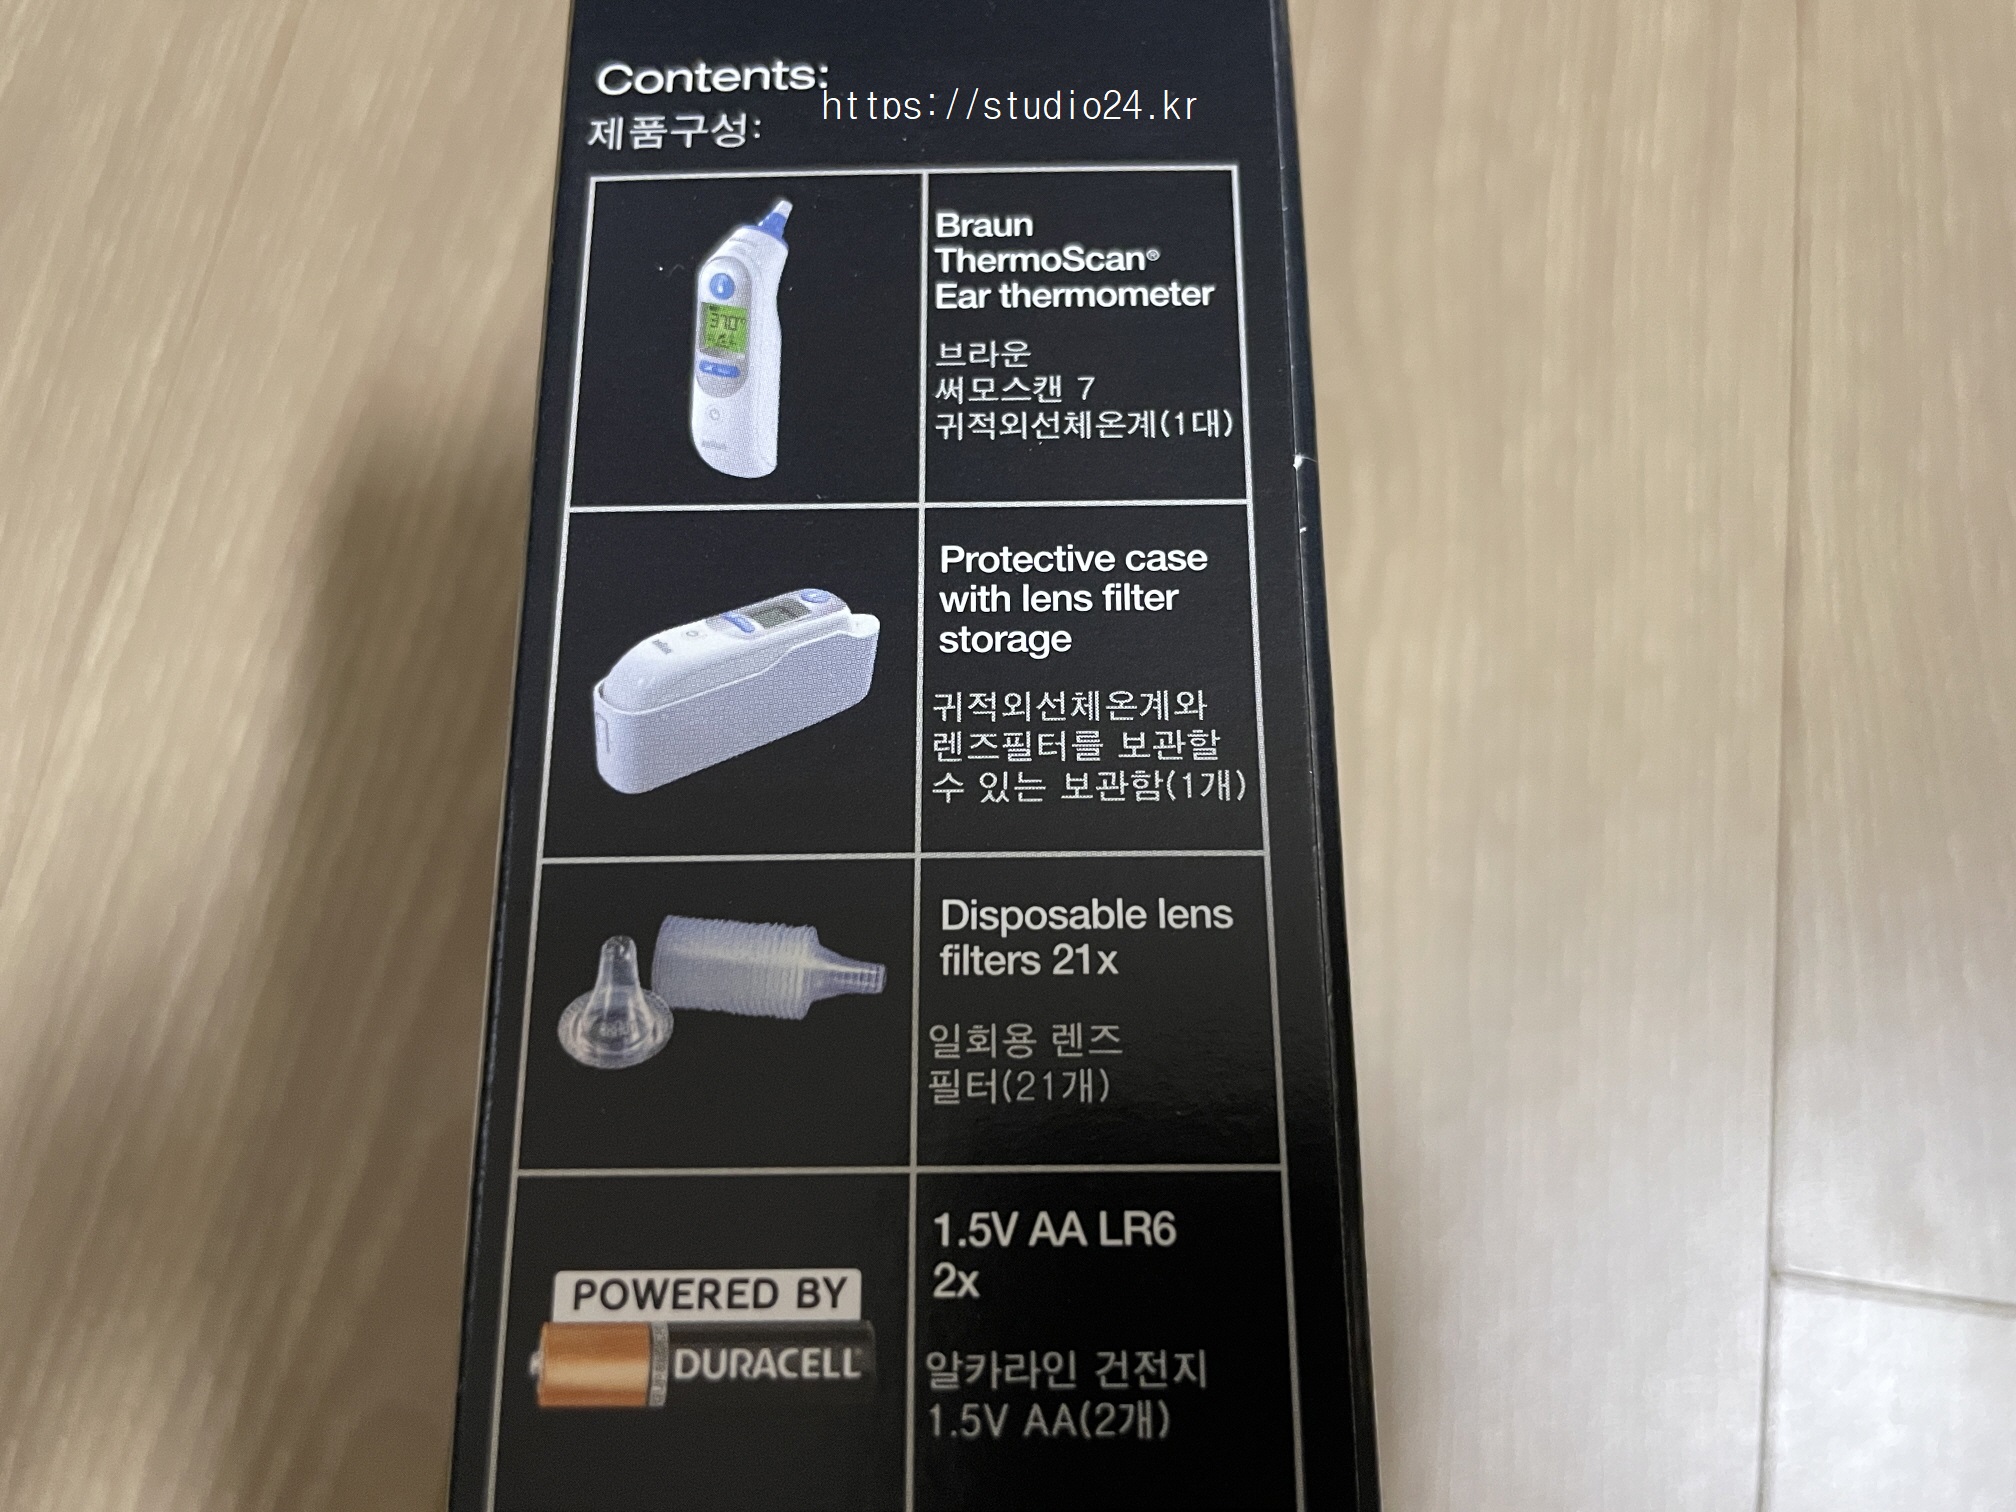 Contents:
https://studio24.kr
제품구성:
37.0
Braun
ThermoScan®
Ear thermometer
브라운
써모스캔 7
귀적외선체온계(1대)
Protective case
with lens filter
storage
귀적외선체온계와
렌즈필터를 보관할
수 있는 보관함(1개)
Disposable lens
filters 21x
일회용 렌즈
필터(21개)
POWERED BY
DURACELL
1.5V AA LR6
2x
알카라인 건전지
1.5V AA(2개)